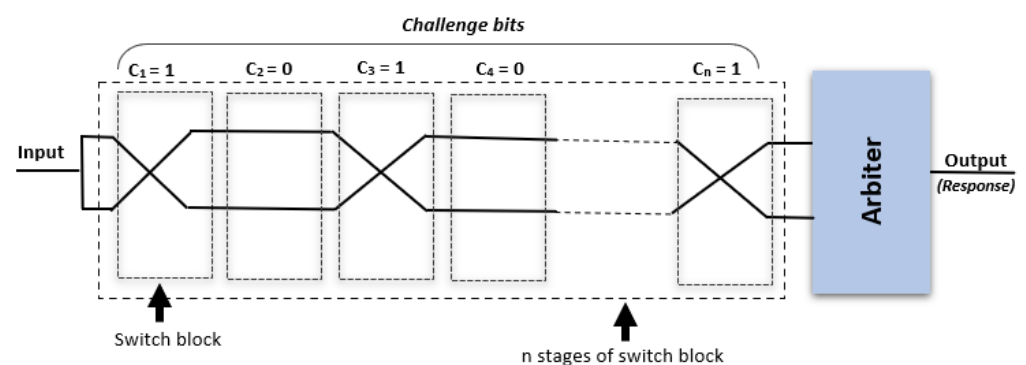 Challenge bits
C₁ = 1
C₂ = 0
C₃ = 1
C₄ = 0
Cₙ = 1
Input
Arbiter
Output
(Response)
Switch block
n stages of switch block